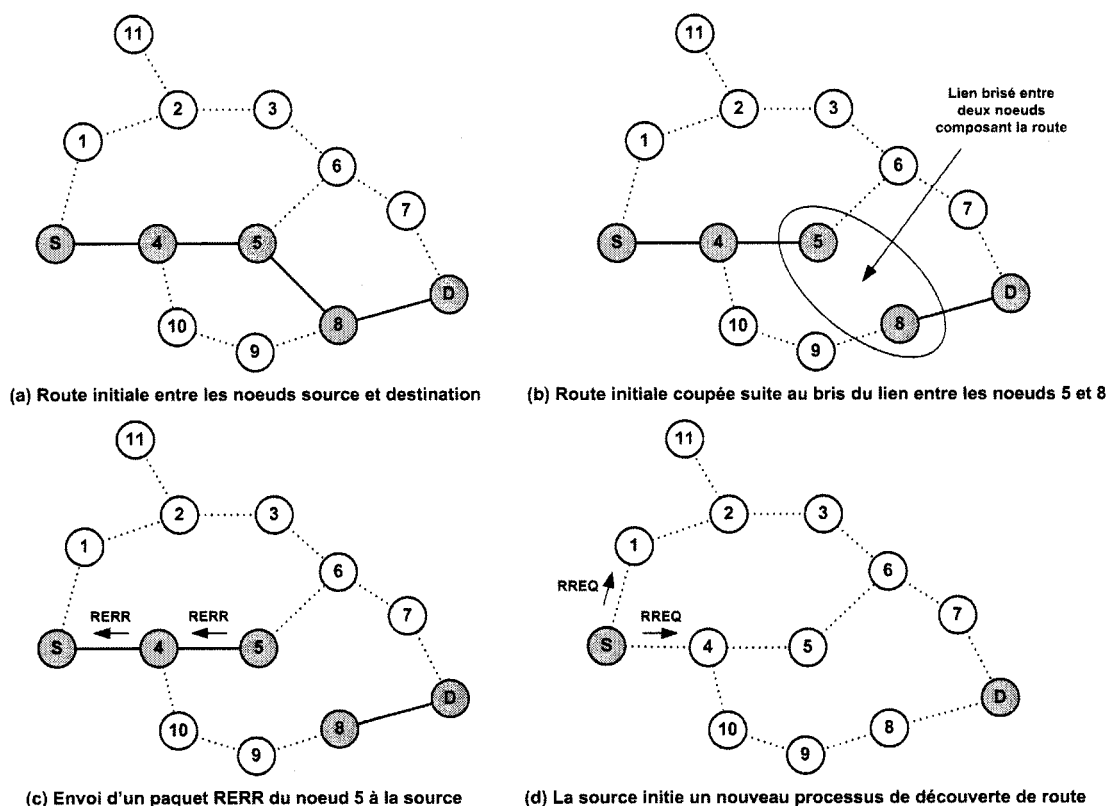 11
2
3
1
6
7
S
4
5
D
10
8
9
(a) Route initiale entre les noeuds source et destination
11
2
3
Lien brisé entre
deux noeuds
composant la route
1
6
7
S
4
5
D
10
8
9
(b) Route initiale coupée suite au bris du lien entre les noeuds 5 et 8
11
2
3
1
6
7
RERR
RERR
S
4
5
D
10
8
9
(c) Envoi d'un paquet RERR du noeud 5 à la source
11
2
3
1
6
RREQ
7
RREQ
S
4
5
D
10
8
9
(d) La source initie un nouveau processus de découverte de route